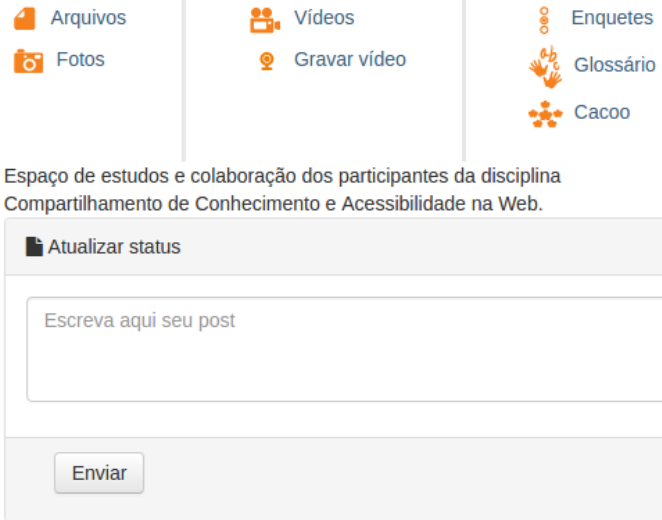 Arquivos
Fotos
Vídeos
Gravar vídeo
Enquetes
Glossário
Cacoo
Espaço de estudos e colaboração dos participantes da disciplina
Compartilhamento de Conhecimento e Acessibilidade na Web.
Atualizar status
Escreva aqui seu post
Enviar